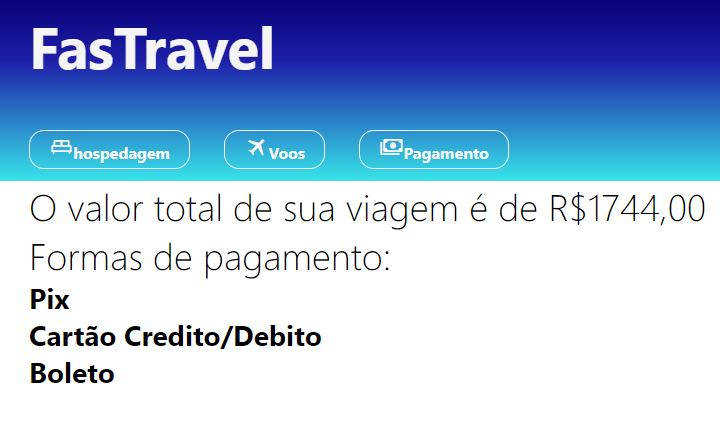 FasTravel
hospedagem Voos Pagamento
O valor total de sua viagem é de R$1744,00
Formas de pagamento:
Pix
Cartão Credito/Debito
Boleto